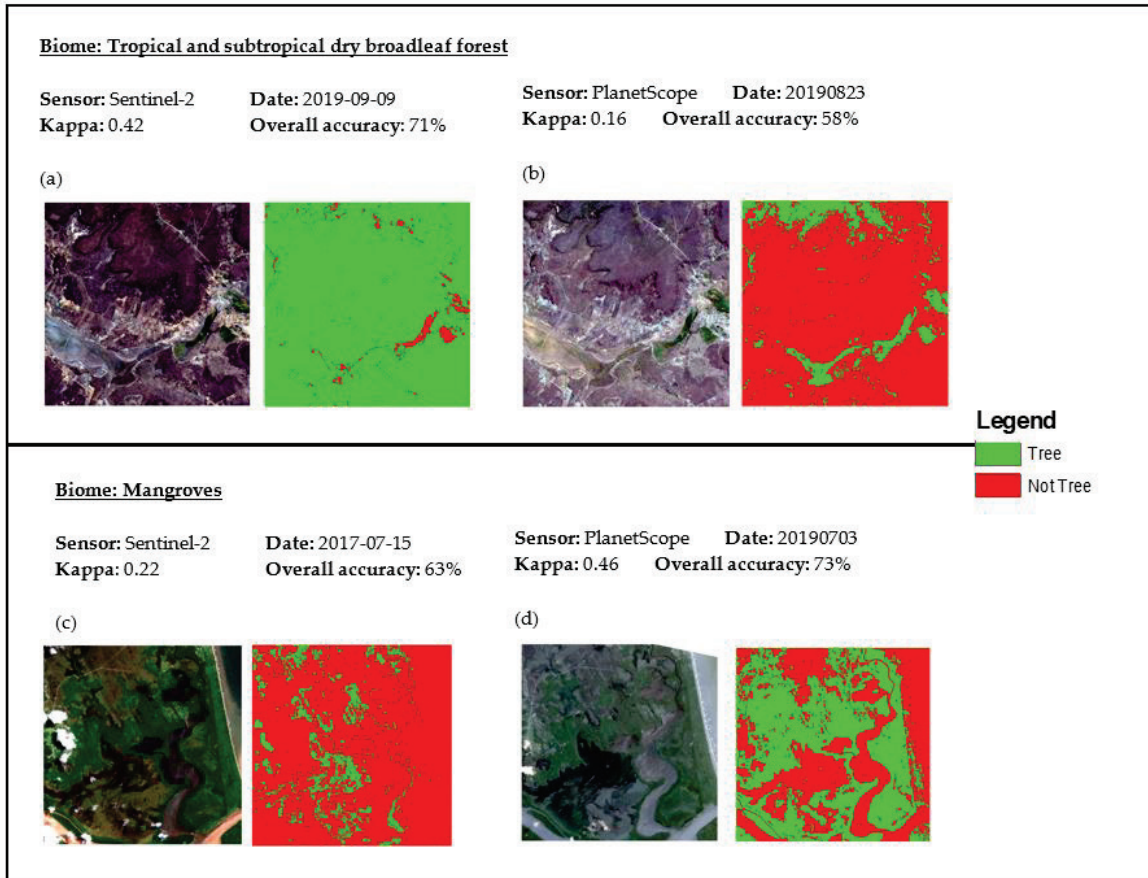 Biome: Tropical and subtropical dry broadleaf forest
Sensor: Sentinel-2 Date: 2019-09-09
Kappa: 0.42 Overall accuracy: 71%
Sensor: PlanetScope Date: 20190823
Kappa: 0.16 Overall accuracy: 58%
(a)
(b)
Legend
Tree
Not Tree
Biome: Mangroves
Sensor: Sentinel-2 Date: 2017-07-15
Kappa: 0.22 Overall accuracy: 63%
Sensor: PlanetScope Date: 20190703
Kappa: 0.46 Overall accuracy: 73%
(c)
(d)